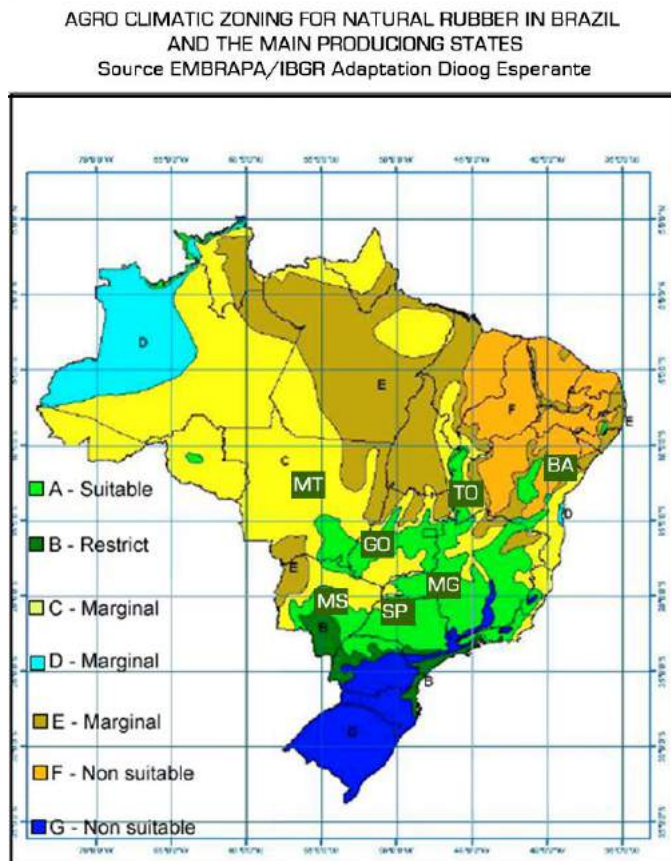 AGRO CLIMATIC ZONING FOR NATURAL RUBBER IN BRAZIL
AND THE MAIN PRODUCIONG STATES
Source EMBRAPA/IBGR Adaptation Dioog Esperante
D
E
F
E
C
MT
TO
BA
D
A - Suitable
B - Restrict
GO
E
MG
MS
SP
B
C - Marginal
D - Marginal
B
E - Marginal
G
F - Non suitable
G - Non suitable